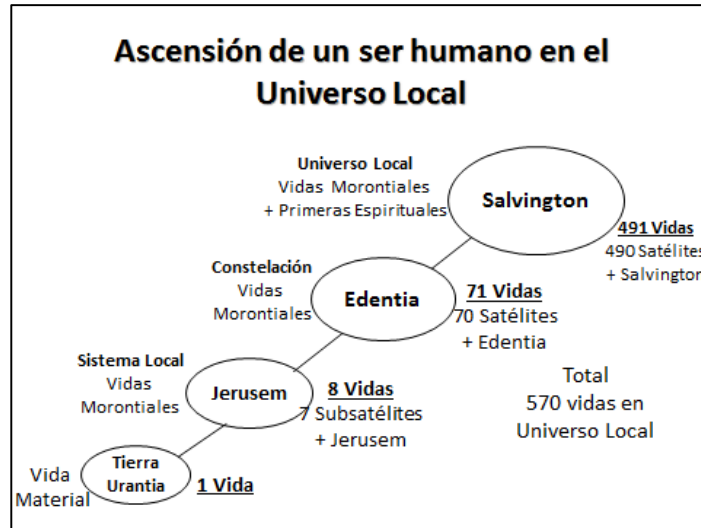 Ascensión de un ser humano en el
Universo Local
Universo Local
Vidas Morontiales
+ Primeras Espirituales
Salvington
491 Vidas
490 Satélites
+ Salvington
Constelación
Vidas
Morontiales
Edentia
71 Vidas
70 Satélites
+ Edentia
Sistema Local
Vidas
Morontiales
Jerusem
8 Vidas
7 Subsatélites
+ Jerusem
Total
570 vidas en
Universo Local
Vida
Material
Tierra
Urantia
1 Vida